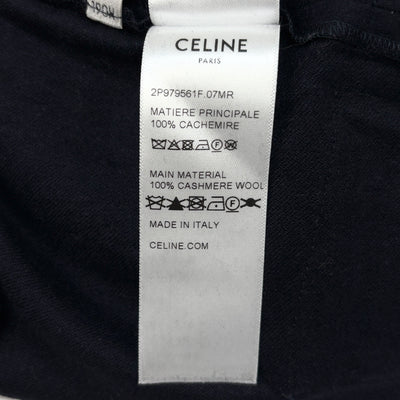 CELINE
PARIS
2P979561F.07MR
MATIERE PRINCIPALE
100% CACHEMIRE
MAIN MATERIAL
100% CASHMERE WOOL
MADE IN ITALY
CELINE.COM